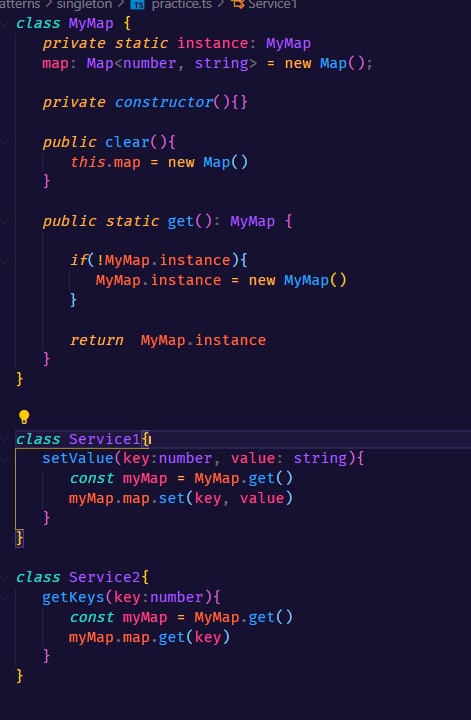 atterns > singleton > TS practice.ts > Service1
class MyMap {
private static instance: MyMap
map: Map<number, string> = new Map();
private constructor(){}
public clear(){
this.map = new Map()
}
public static get(): MyMap {
if(!MyMap.instance){
MyMap.instance = new MyMap()
}
return  MyMap.instance
}
}
class Service1{
setValue(key:number, value: string){
const myMap = MyMap.get()
myMap.map.set(key, value)
}
}
class Service2{
getKeys(key:number){
const myMap = MyMap.get()
myMap.map.get(key)
}
}